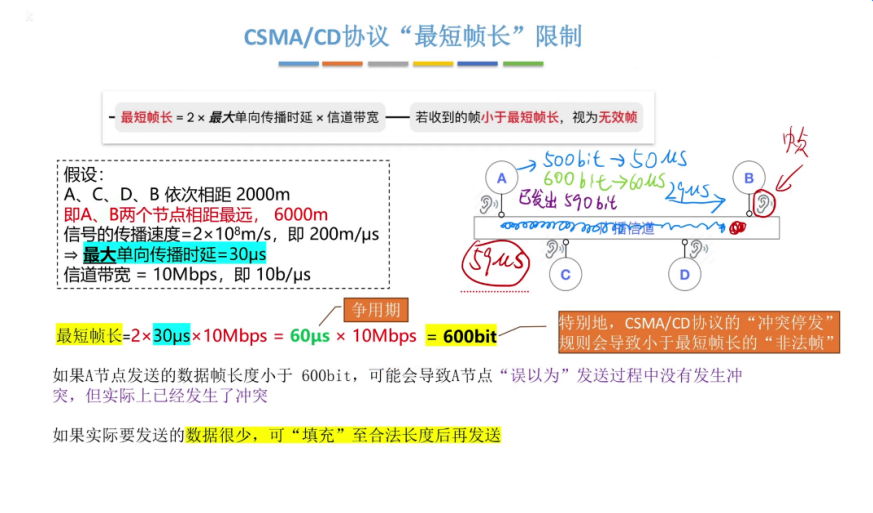 CSMA/CD协议“最短帧长”限制
最短帧长=2×最大单向传播时延×信道带宽
若收到的帧小于最短帧长，视为无效帧
假设：
A、C、D、B 依次相距 2000m
即A、B两个节点相距最远， 6000m
信号的传播速度=2×10⁸m/s，即 200m/μs
⇒ 最大单向传播时延=30μs
信道带宽 = 10Mbps，即 10b/μs
A
500bit→50μs
600bit→60μs
已发出 590bit
29μs
B
帧
播信道
59μs
C
D
争用期
最短帧长=2×30μs×10Mbps = 60μs × 10Mbps = 600bit
特别地，CSMA/CD协议的“冲突停发”
规则会导致小于最短帧长的“非法帧”
如果A节点发送的数据帧长度小于 600bit，可能会导致A节点“误以为”发送过程中没有发生冲
突，但实际上已经发生了冲突
如果实际要发送的数据很少，可“填充”至合法长度后再发送